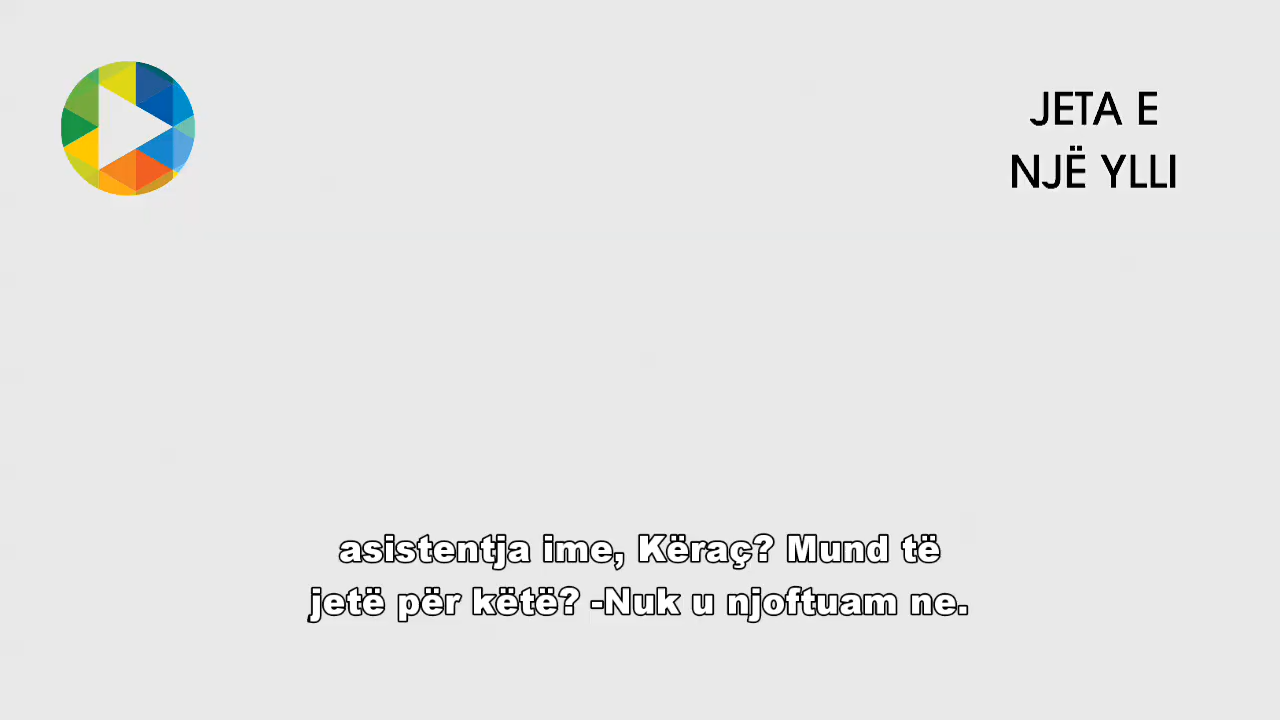 JETA E
NJË YLLI
asistentja ime, Këraç? Mund të
jetë për këtë? -Nuk u njoftuam ne.